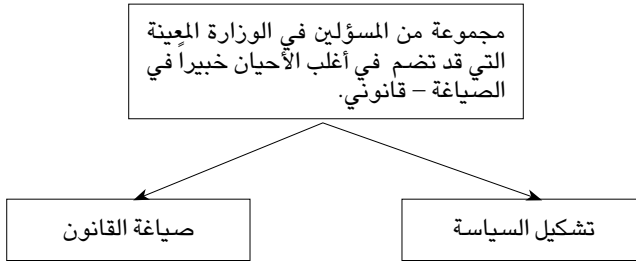 مجموعة من المسؤلين في الوزارة المعينة
التي قد تضم في أغلب الأحيان خبيراً في
الصياغة – قانوني.
تشكيل السياسة
صياغة القانون